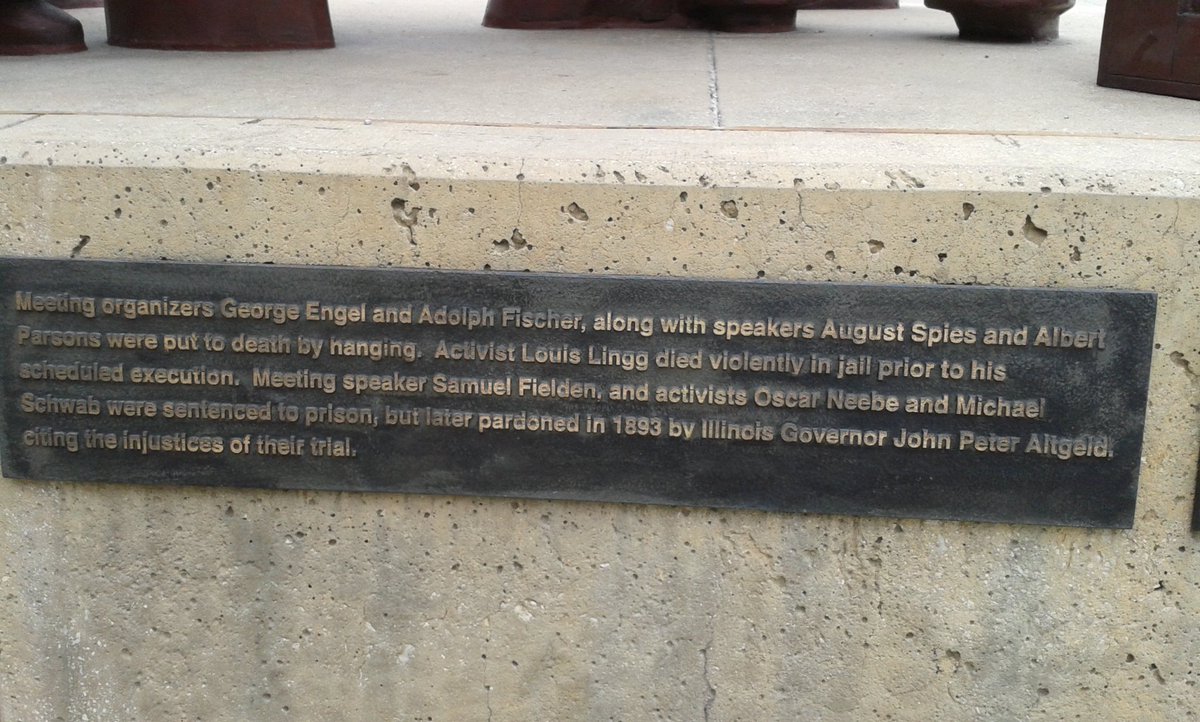 Meeting organizers George Engel and Adolph Fischer, along with speakers August Spies and Albert
Parsons were put to death by hanging. Activist Louis Lingg died violently in jail prior to his
scheduled execution. Meeting speaker Samuel Fielden, and activists Oscar Neebe and Michael
Schwab were sentenced to prison, but later pardoned in 1893 by Illinois Governor John Peter Altgeld,
citing the injustices of their trial.